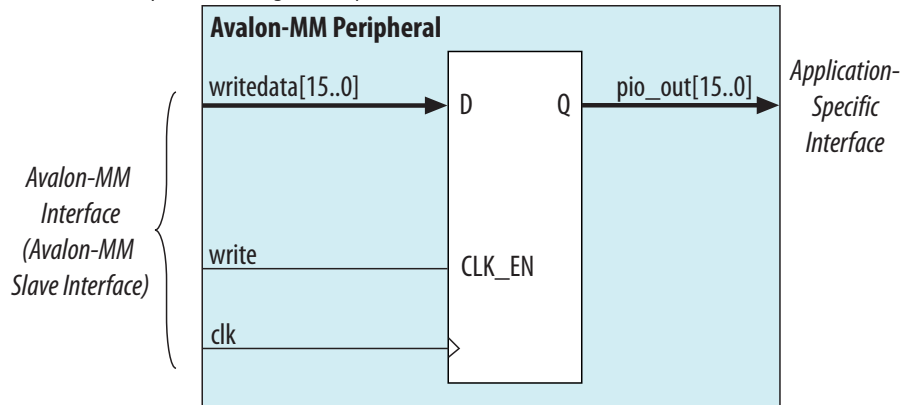 Avalon-MM Peripheral
writedata[15..0]
D
Q
pio_out[15..0]
Application-
Specific
Interface
Avalon-MM
Interface
(Avalon-MM
Slave Interface)
write
CLK_EN
clk